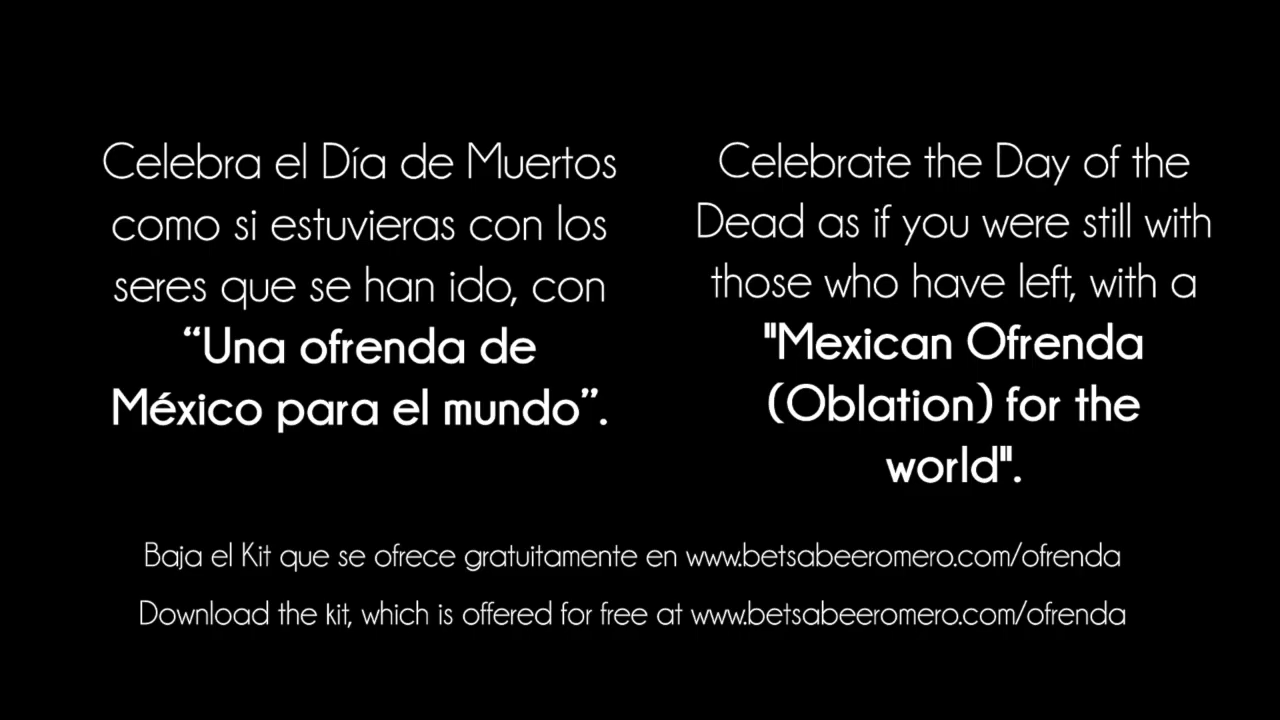 Celebra el Día de Muertos
como si estuvieras con los
seres que se han ido, con
“Una ofrenda de
México para el mundo”.
Celebrate the Day of the
Dead as if you were still with
those who have left, with a
"Mexican Ofrenda
(Oblation) for the
world".
Baja el Kit que se ofrece gratuitamente en www.betsabeeromero.com/ofrenda
Download the kit, which is offered for free at www.betsabeeromero.com/ofrenda